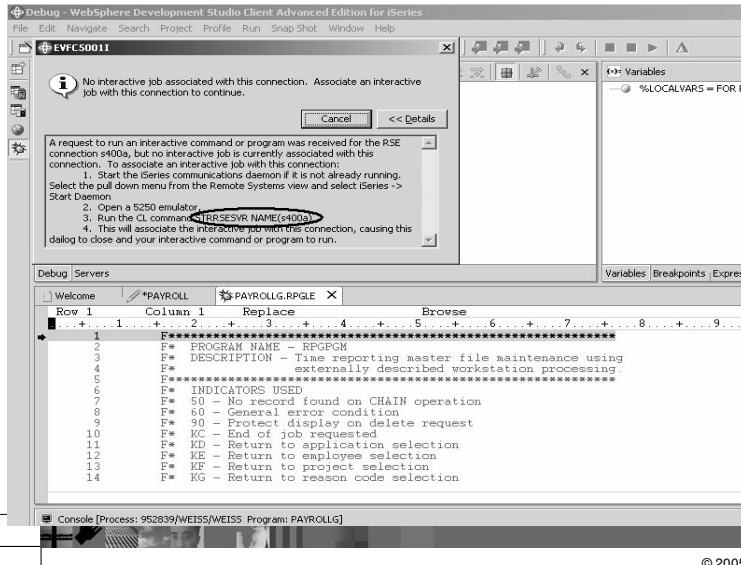 Debug - WebSphere Development Studio Client Advanced Edition for iSeries
File Edit Navigate Search Project Profile Run Snap Shot Window Help
EVFC5001I
No interactive job associated with this connection. Associate an interactive
job with this connection to continue.
Cancel << Details
A request to run an interactive command or program was received for the RSE
connection s400a, but no interactive job is currently associated with this
connection. To associate an interactive job with this connection:
1. Start the iSeries communications daemon if it is not already running.
Select the pull down menu from the Remote Systems view and select iSeries ->
Start Daemon
2. Open a 5250 emulator
3. Run the CL command STRRSESVR NAME(s400a)
4. This will associate the interactive job with this connection, causing this
dailog to close and your interactive command or program to run.
Variables
%LOCALVARS = FOR
Debug Servers
Variables Breakpoints Expres
Welcome *PAYROLL PAYROLLG.RPGLE
Row 1 Column 1 Replace Browse
...+....1....+....2....+....3....+....4....+....5....+....6....+....7....+....8....+....9...
1 F*****************************************************************
2 F* PROGRAM NAME - RPGPGM
3 F* DESCRIPTION - Time reporting master file maintenance using
4 F* externally described workstation processing.
5 F*****************************************************************
6 F* INDICATORS USED
7 F* 50 - No record found on CHAIN operation
8 F* 60 - General error condition
9 F* 90 - Protect display on delete request
10 F* KC - End of job requested
11 F* KD - Return to application selection
12 F* KE - Return to employee selection
13 F* KF - Return to project selection
14 F* KG - Return to reason code selection
Console [Process: 952839/WEISS/WEISS Program: PAYROLLG]
© 2005